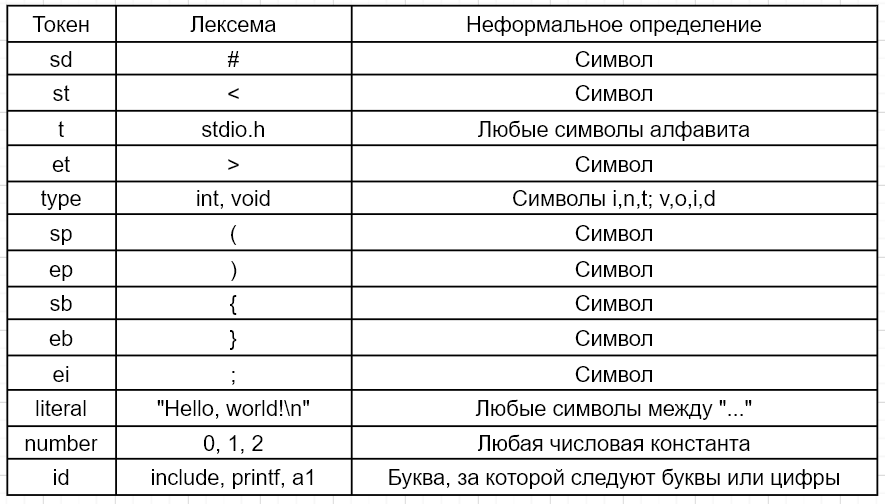 Токен Лексема Неформальное определение
sd # Символ
st < Символ
t stdio.h Любые символы алфавита
et > Символ
type int, void Символы i,n,t; v,o,i,d
sp ( Символ
ep ) Символ
sb { Символ
eb } Символ
ei ; Символ
literal "Hello, world!\n" Любые символы между "..."
number 0, 1, 2 Любая числовая константа
id include, printf, a1 Буква, за которой следуют буквы или цифры